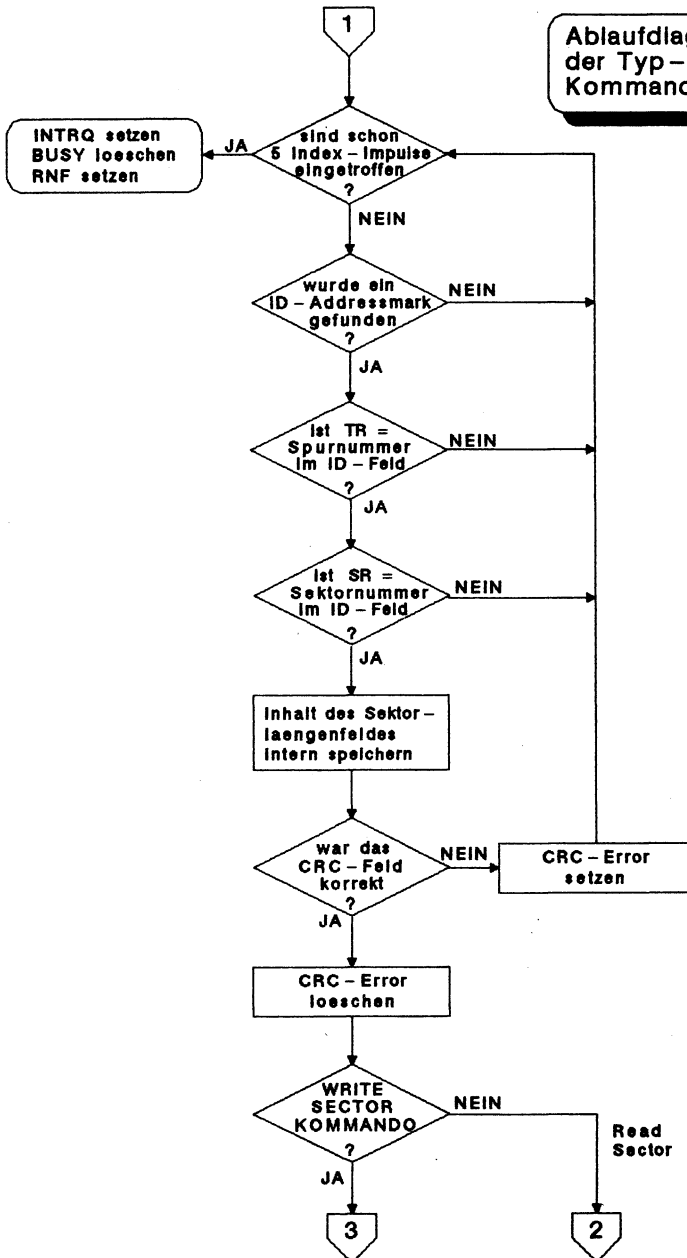 1
Ablaufdia
der Typ –
Komman
INTRQ setzen
BUSY loeschen
RNF setzen
JA
sind schon
5 Index – Impulse
eingetroffen
?
NEIN
wurde ein
ID – Addressmark
gefunden
?
NEIN
JA
ist TR =
Spurnummer
im ID – Feld
?
NEIN
JA
ist SR =
Sektornummer
im ID – Feld
?
NEIN
JA
Inhalt des Sektor –
laengenfeldes
intern speichern
war das
CRC – Feld
korrekt
?
NEIN
CRC – Error
setzen
JA
CRC – Error
loeschen
WRITE
SECTOR
KOMMANDO
?
NEIN
Read
Sector
JA
3
2